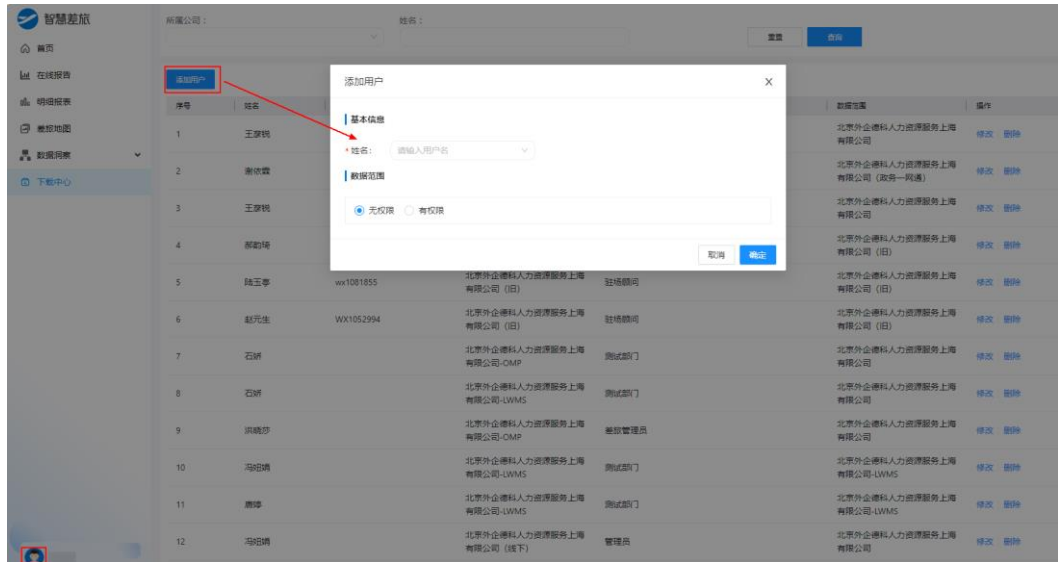 智慧差旅
所属公司：
姓名：
首页
重置
查询
在线报告
添加用户
添加用户
X
明细报表
序号
姓名
数据范围
操作
基本信息
差旅地图
1
北京外企德科人力资源服务上海
有限公司
修改 删除
*姓名：
请输入用户名
数据洞察
数据范围
2
谢依霖
北京外企德科人力资源服务上海
有限公司（政务一网通）
修改 删除
下载中心
无权限
有权限
3
北京外企德科人力资源服务上海
有限公司
修改 删除
4
北京外企德科人力资源服务上海
有限公司（旧）
修改 删除
取消
确定
5
陆玉亭
wx1081855
北京外企德科人力资源服务上海
有限公司（旧）
驻场顾问
北京外企德科人力资源服务上海
有限公司（旧）
修改 删除
6
赵元生
WX1052994
北京外企德科人力资源服务上海
有限公司（旧）
驻场顾问
北京外企德科人力资源服务上海
有限公司（旧）
修改 删除
7
石妍
北京外企德科人力资源服务上海
有限公司-OMP
测试部门
北京外企德科人力资源服务上海
有限公司
修改 删除
8
石妍
北京外企德科人力资源服务上海
有限公司-LWMS
测试部门
北京外企德科人力资源服务上海
有限公司
修改 删除
9
洪晓莎
北京外企德科人力资源服务上海
有限公司-OMP
差旅管理员
北京外企德科人力资源服务上海
有限公司
修改 删除
10
冯妲婧
北京外企德科人力资源服务上海
有限公司-LWMS
测试部门
北京外企德科人力资源服务上海
有限公司-LWMS
修改 删除
11
唐婷
北京外企德科人力资源服务上海
有限公司-LWMS
测试部门
北京外企德科人力资源服务上海
有限公司-LWMS
修改 删除
12
冯妲婧
北京外企德科人力资源服务上海
有限公司（线下）
管理员
北京外企德科人力资源服务上海
有限公司
修改 删除